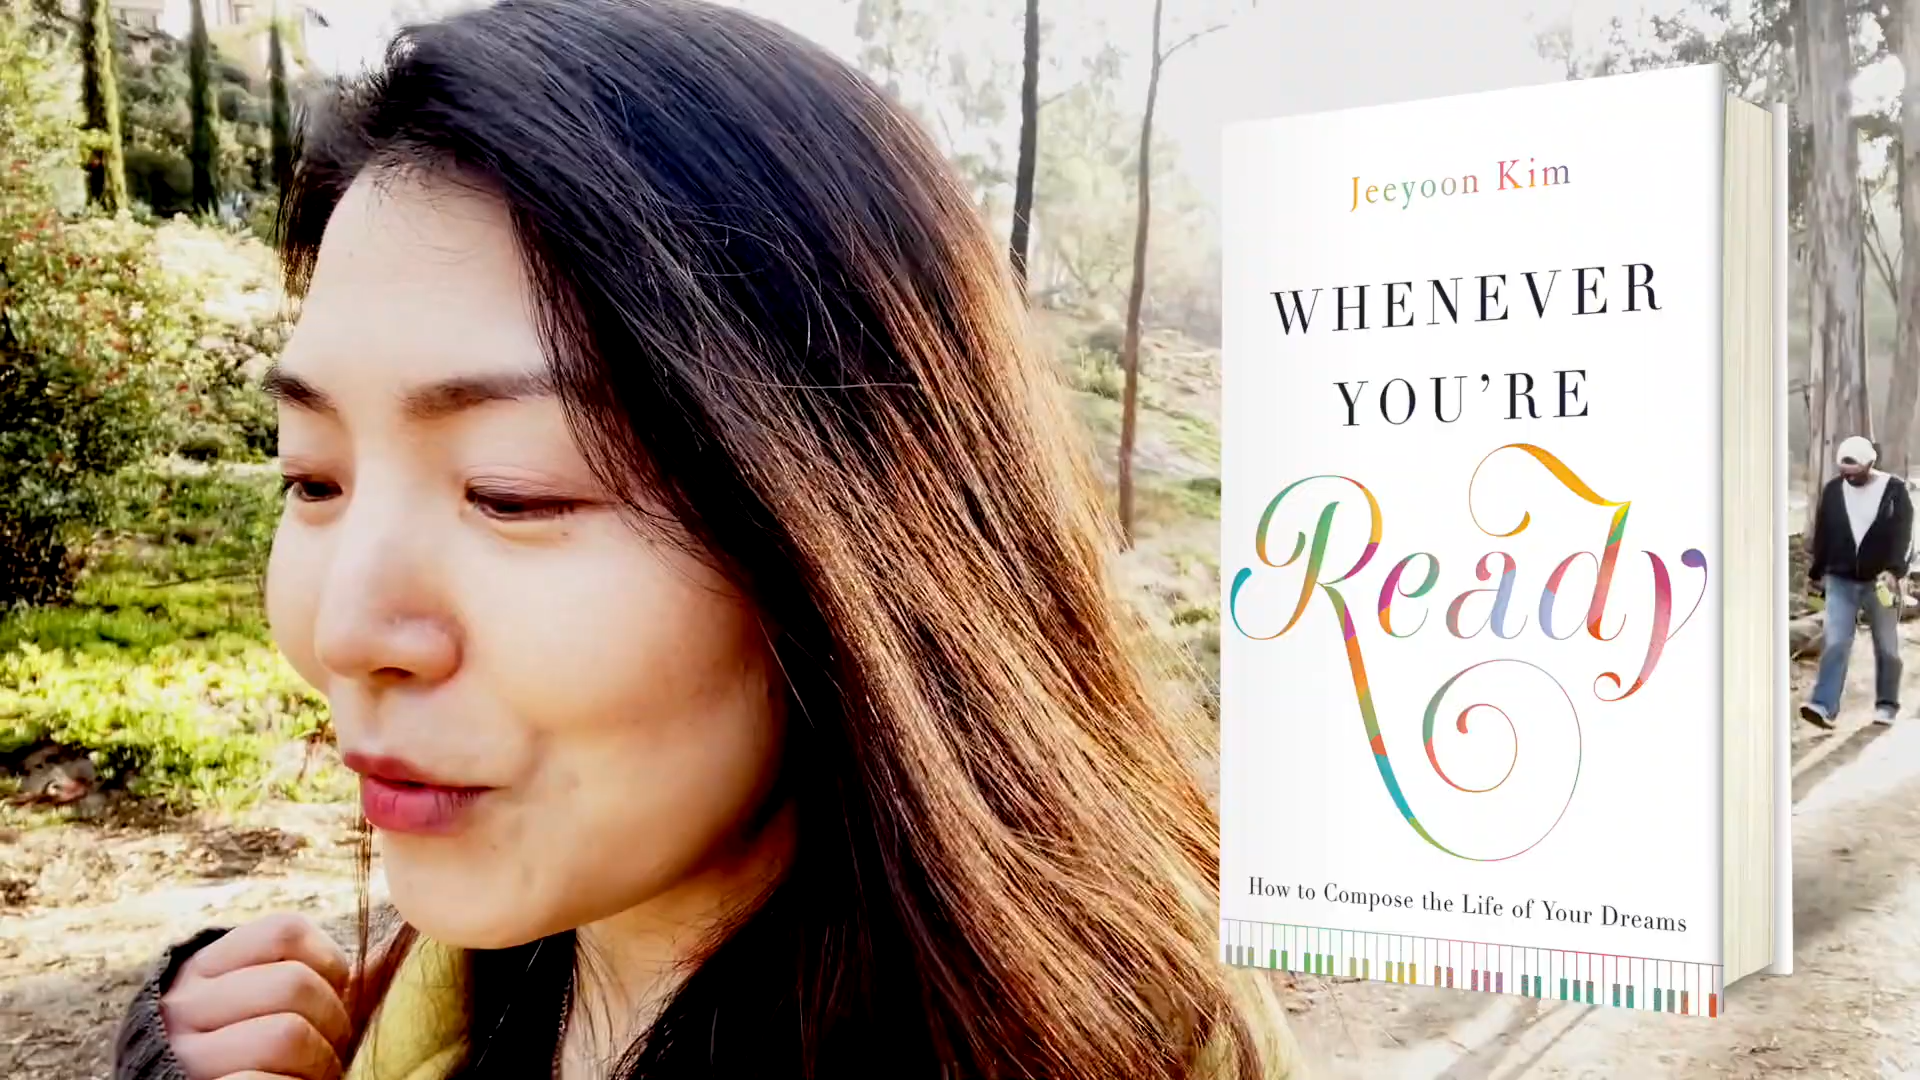 Jeeyoon Kim
WHENEVER
YOU'RE
Ready
How to Compose the Life of Your Dreams